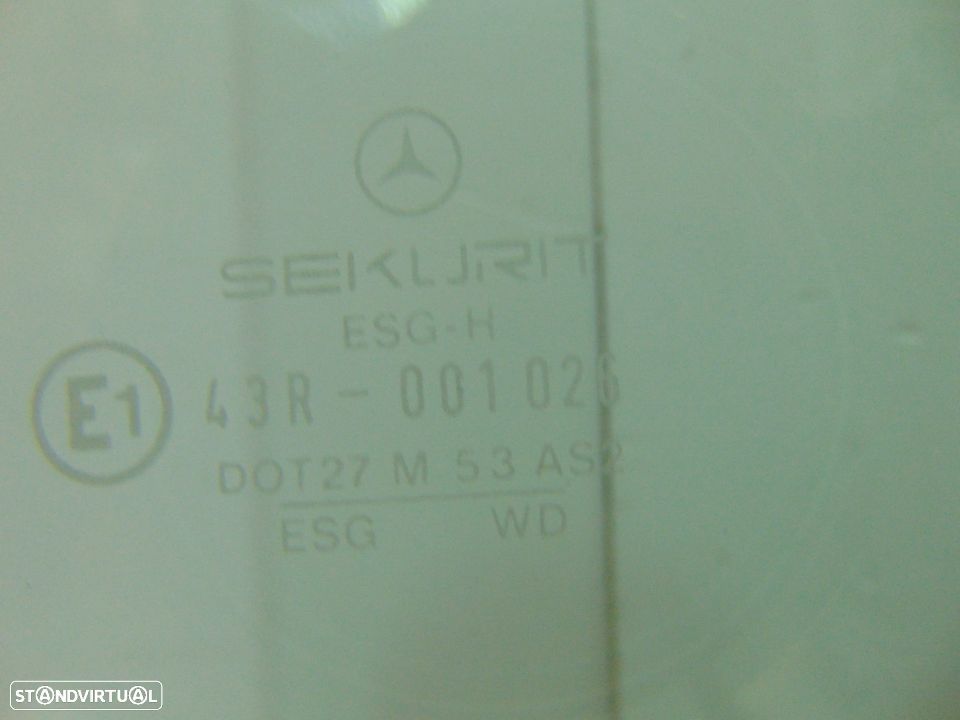 SEKURIT
ESG-H
E1 43R - 001026
DOT27 M 53 AS2
ESG WD
STANDVIRTUAL